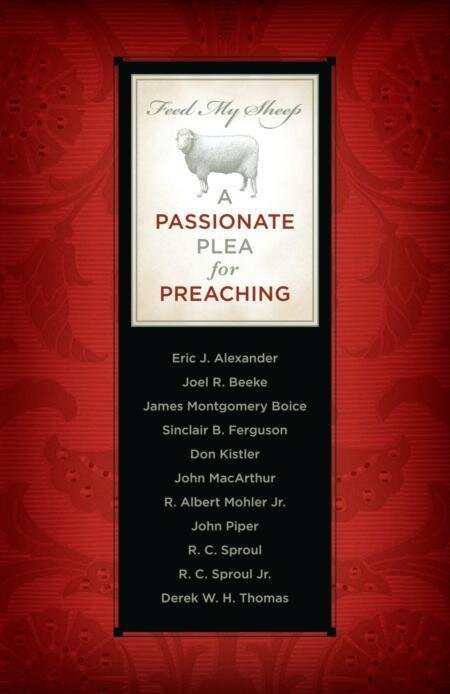 Feed My Sheep
A
PASSIONATE
PLEA
for
PREACHING
Eric J. Alexander
Joel R. Beeke
James Montgomery Boice
Sinclair B. Ferguson
Don Kistler
John MacArthur
R. Albert Mohler Jr.
John Piper
R. C. Sproul
R. C. Sproul Jr.
Derek W. H. Thomas